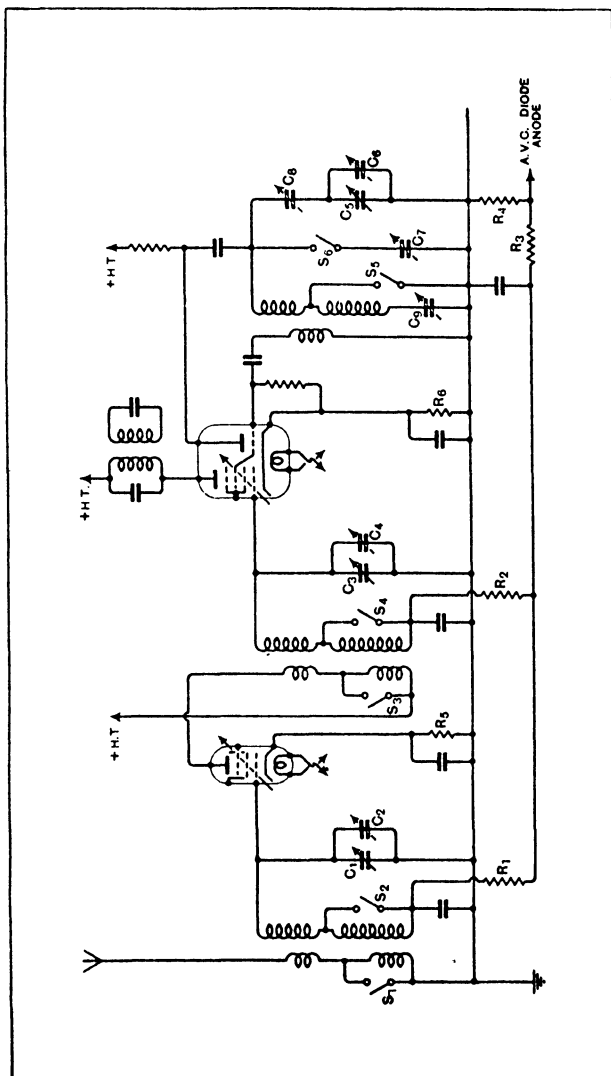 +H.T.
+H.T
+HT
C8
C6
C5
S6
C7
S5
C9
R4
A.V.C. DIODE
ANODE
R3
R6
C4
C3
S4
R2
S3
R5
C2
C1
S2
R1
S1